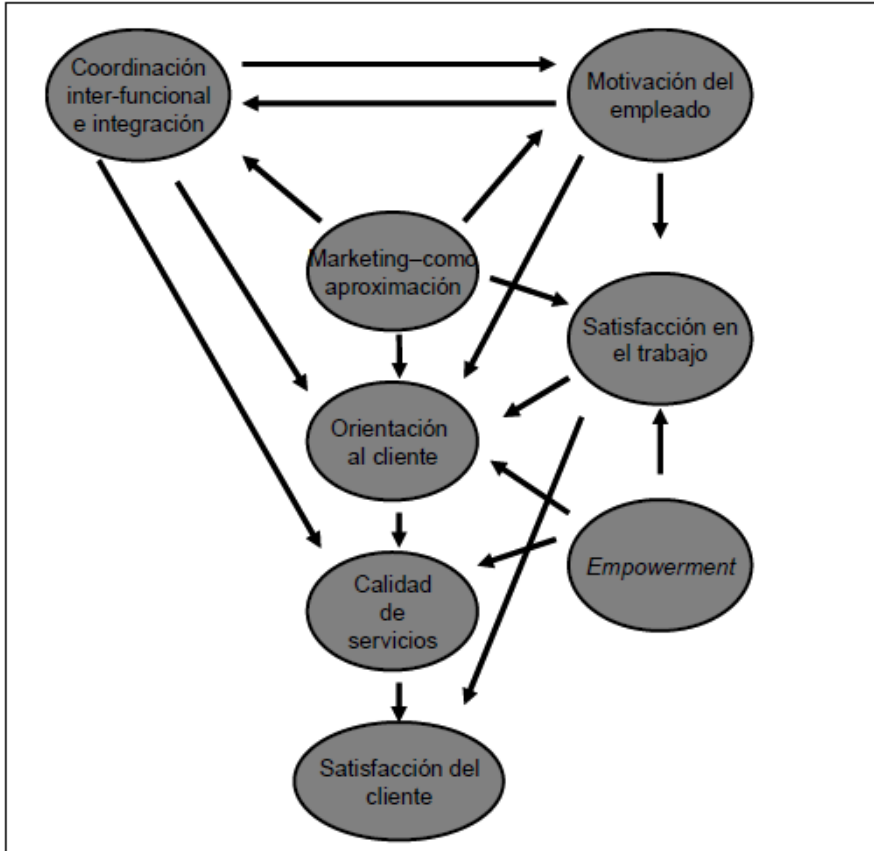 Coordinación
inter-funcional
e integración
Motivación del
empleado
Marketing–como
aproximación
Satisfacción en
el trabajo
Orientación
al cliente
Empowerment
Calidad
de
servicios
Satisfacción del
cliente